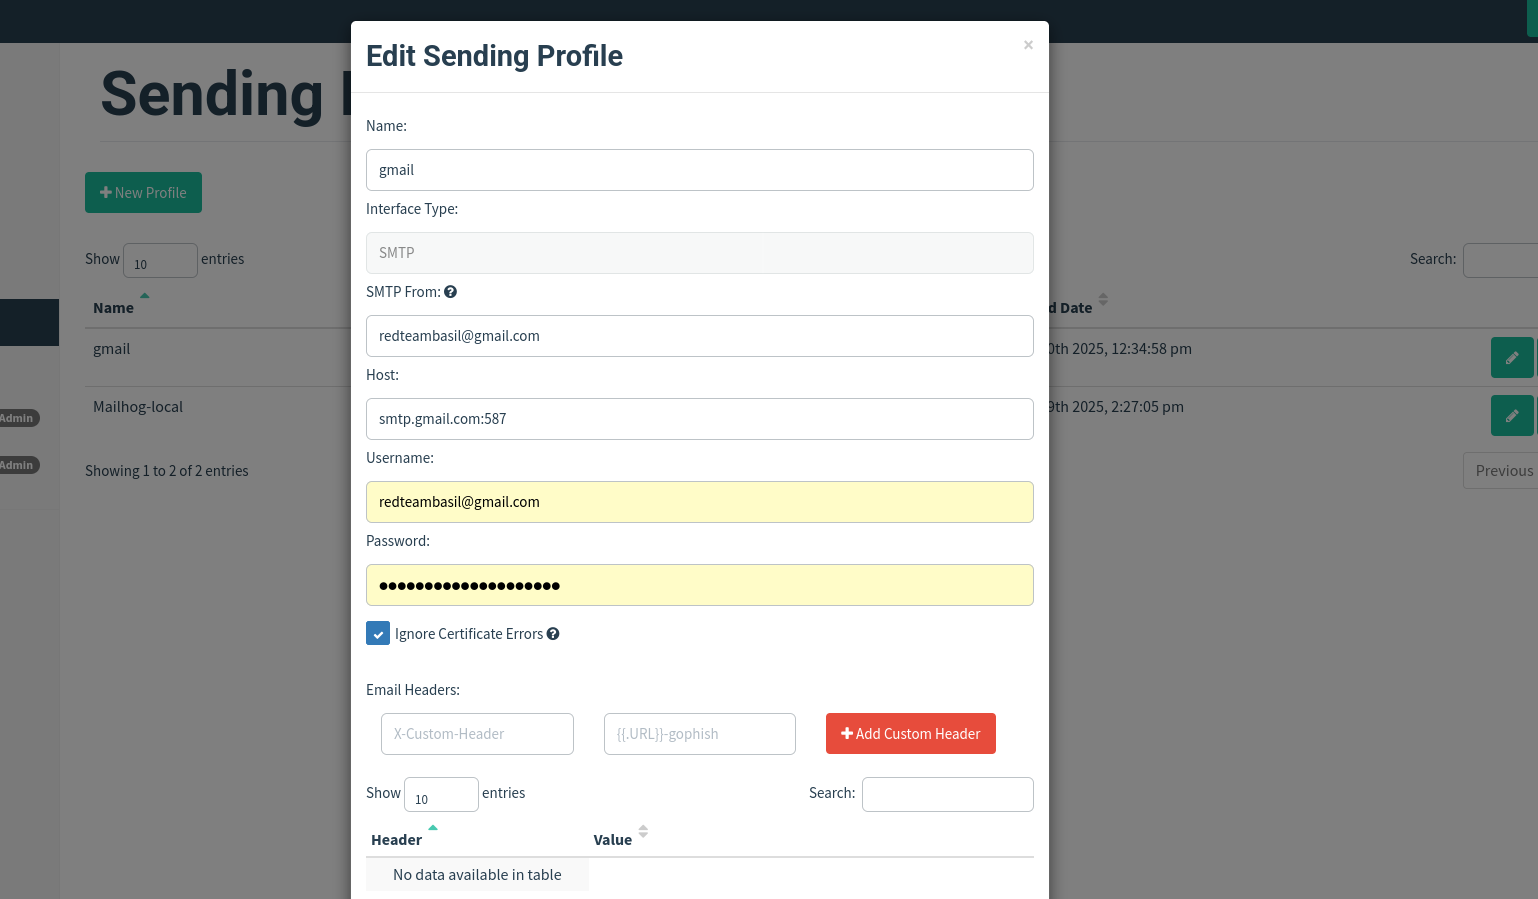 Edit Sending Profile
×
Sending
New Profile
Show 10 entries
Search:
Name
d Date
gmail
0th 2025, 12:34:58 pm
Mailhog-local
9th 2025, 2:27:05 pm
Showing 1 to 2 of 2 entries
Previous
Admin
Admin
Name:
gmail
Interface Type:
SMTP
SMTP From:
redteambasil@gmail.com
Host:
smtp.gmail.com:587
Username:
redteambasil@gmail.com
Password:
••••••••••••••••••••
Ignore Certificate Errors
Email Headers:
X-Custom-Header
{{.URL}}-gophish
Add Custom Header
Show 10 entries
Search:
Header
Value
No data available in table